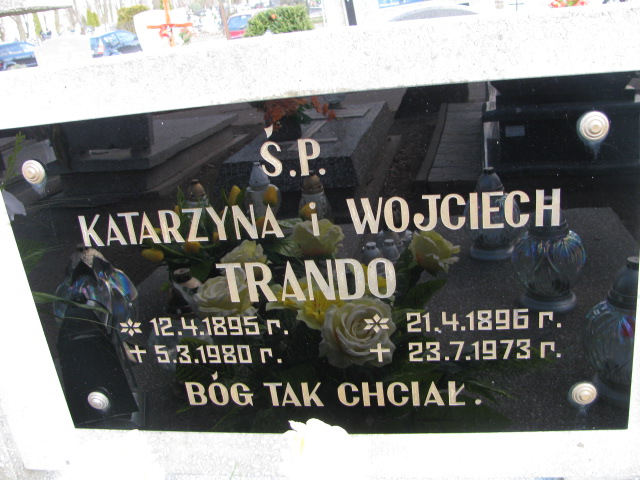 Ś.P.
KATARZYNA i WOJCIECH
TRANDO
* 12.4.1895 r. * 21.4.1896 r.
+ 5.3.1980 r. + 23.7.1973 r.
BÓG TAK CHCIAŁ.